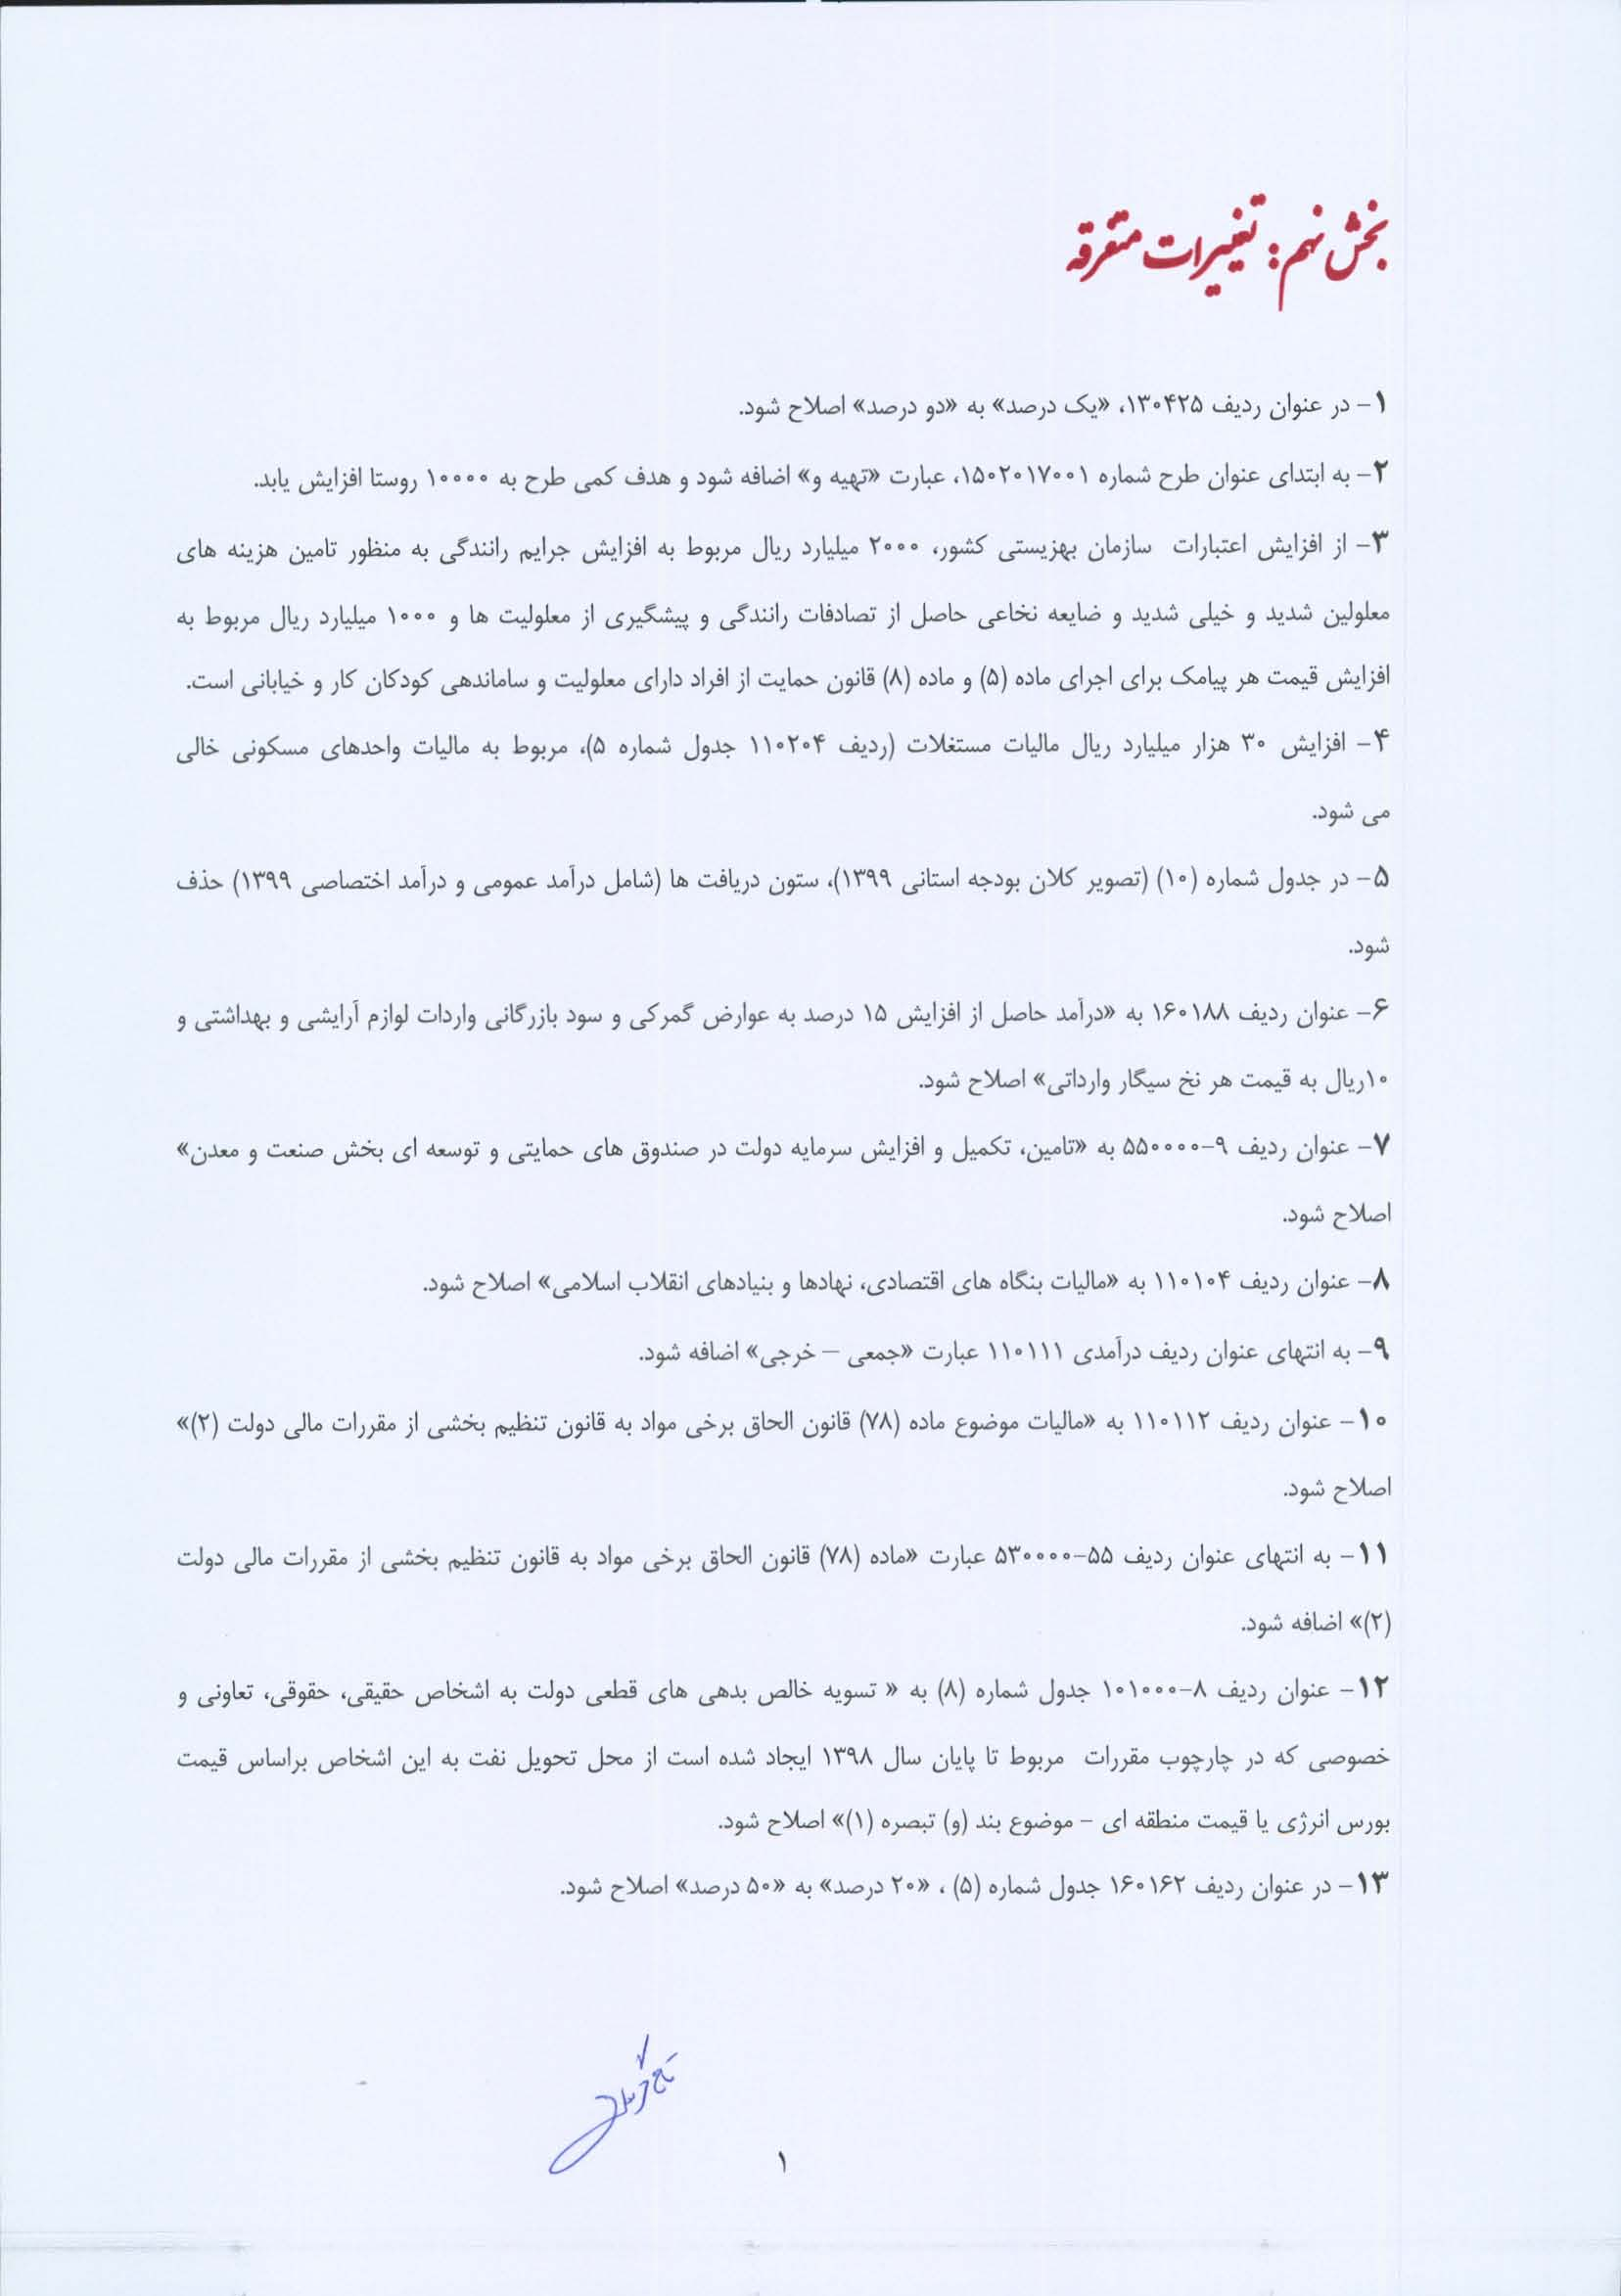 بخش نهم: تغییرات متفرقه
۱- در عنوان ردیف ۱۳۰۴۲۵، «یک درصد» به «دو درصد» اصلاح شود.
۲- به ابتدای عنوان طرح شماره ۱۵۰۲۰۱۷۰۰۱، عبارت «تهیه و» اضافه شود و هدف کمی طرح به ۱۰۰۰۰ روستا افزایش یابد.
۳- از افزایش اعتبارات سازمان بهزیستی کشور، ۲۰۰۰ میلیارد ریال مربوط به افزایش جرایم رانندگی به منظور تامین هزینه های
معلولین شدید و خیلی شدید و ضایعه نخاعی حاصل از تصادفات رانندگی و پیشگیری از معلولیت ها و ۱۰۰۰ میلیارد ریال مربوط به
افزایش قیمت هر پیامک برای اجرای ماده (۵) و ماده (۸) قانون حمایت از افراد دارای معلولیت و ساماندهی کودکان کار و خیابانی است.
۴- افزایش ۳۰ هزار میلیارد ریال مالیات مستغلات (ردیف ۱۱۰۲۰۴ جدول شماره ۵)، مربوط به مالیات واحدهای مسکونی خالی
می شود.
۵- در جدول شماره (۱۰) (تصویر کلان بودجه استانی ۱۳۹۹)، ستون دریافت ها (شامل درآمد عمومی و درآمد اختصاصی ۱۳۹۹) حذف
شود.
۶- عنوان ردیف ۱۶۰۱۸۸ به «درآمد حاصل از افزایش ۱۵ درصد به عوارض گمرکی و سود بازرگانی واردات لوازم آرایشی و بهداشتی و
۱۰ریال به قیمت هر نخ سیگار وارداتی» اصلاح شود.
۷- عنوان ردیف ۹-۵۵۰۰۰۰ به «تامین، تکمیل و افزایش سرمایه دولت در صندوق های حمایتی و توسعه ای بخش صنعت و معدن»
اصلاح شود.
۸- عنوان ردیف ۱۱۰۱۰۴ به «مالیات بنگاه های اقتصادی، نهادها و بنیادهای انقلاب اسلامی» اصلاح شود.
۹- به انتهای عنوان ردیف درآمدی ۱۱۰۱۱۱ عبارت «جمعی – خرجی» اضافه شود.
۱۰- عنوان ردیف ۱۱۰۱۱۲ به «مالیات موضوع ماده (۷۸) قانون الحاق برخی مواد به قانون تنظیم بخشی از مقررات مالی دولت (۲)»
اصلاح شود.
۱۱- به انتهای عنوان ردیف ۵۵-۵۳۰۰۰۰ عبارت «ماده (۷۸) قانون الحاق برخی مواد به قانون تنظیم بخشی از مقررات مالی دولت
(۲)» اضافه شود.
۱۲- عنوان ردیف ۸-۱۰۱۰۰۰ جدول شماره (۸) به « تسویه خالص بدهی های قطعی دولت به اشخاص حقیقی، حقوقی، تعاونی و
خصوصی که در چارچوب مقررات مربوط تا پایان سال ۱۳۹۸ ایجاد شده است از محل تحویل نفت به این اشخاص براساس قیمت
بورس انرژی یا قیمت منطقه ای – موضوع بند (و) تبصره (۱)» اصلاح شود.
۱۳- در عنوان ردیف ۱۶۰۱۶۲ جدول شماره (۵) ، «۲۰ درصد» به «۵۰ درصد» اصلاح شود.
۱